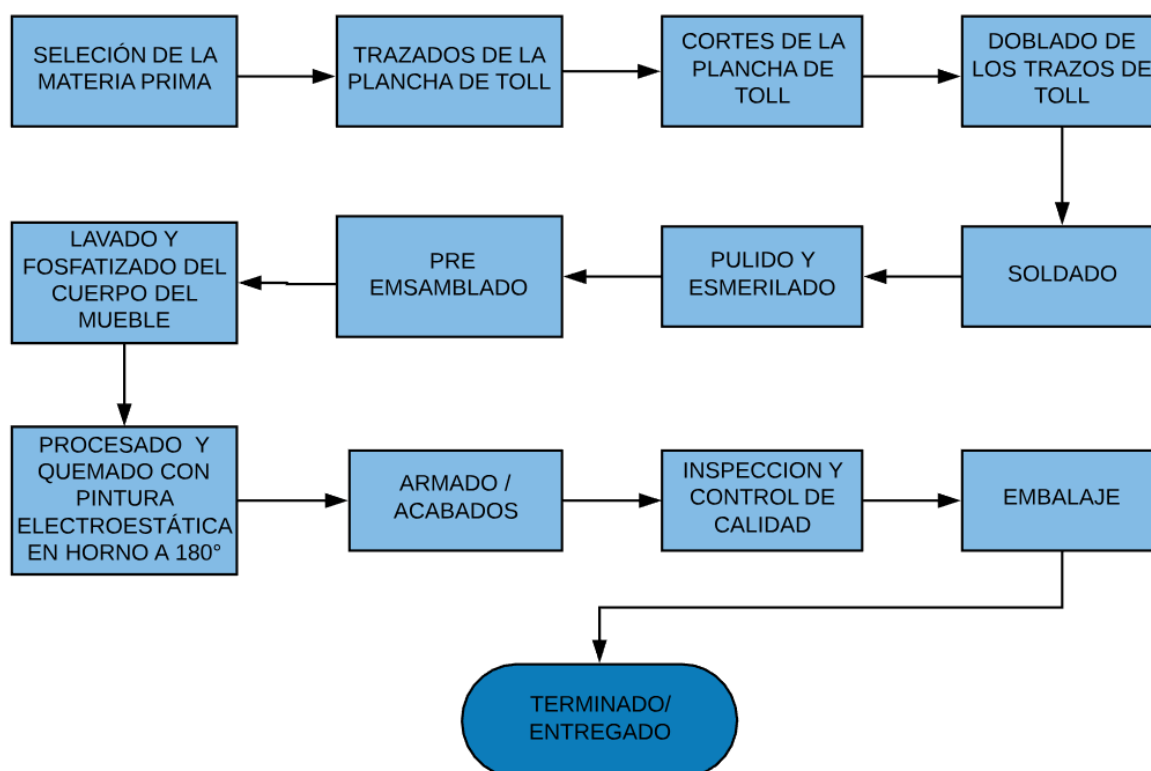 SELECIÓN DE LA
MATERIA PRIMA
TRAZADOS DE LA
PLANCHA DE TOLL
CORTES DE LA
PLANCHA DE
TOLL
DOBLADO DE
LOS TRAZOS DE
TOLL
SOLDADO
PULIDO Y
ESMERILADO
PRE
EMSAMBLADO
LAVADO Y
FOSFATIZADO DEL
CUERPO DEL
MUEBLE
PROCESADO Y
QUEMADO CON
PINTURA
ELECTROESTÁTICA
EN HORNO A 180°
ARMADO /
ACABADOS
INSPECCION Y
CONTROL DE
CALIDAD
EMBALAJE
TERMINADO/
ENTREGADO